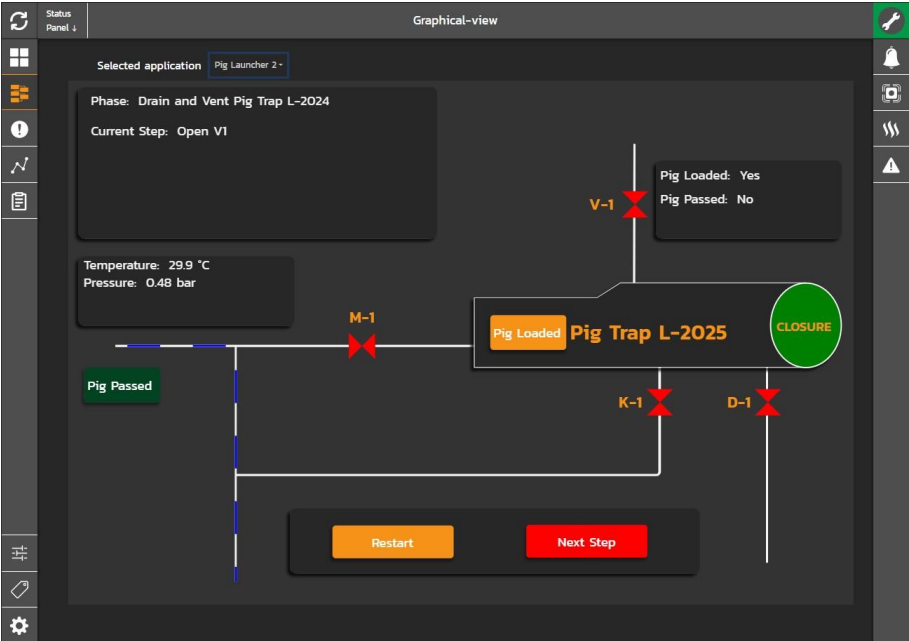 Status
Panel ↓
Graphical-view
Selected application Pig Launcher 2
Phase: Drain and Vent Pig Trap L-2024
Current Step: Open V1
Pig Loaded: Yes
Pig Passed: No
V-1
Temperature: 29.9 °C
Pressure: 0.48 bar
M-1
Pig Loaded
Pig Trap L-2025
CLOSURE
Pig Passed
K-1
D-1
Restart
Next Step